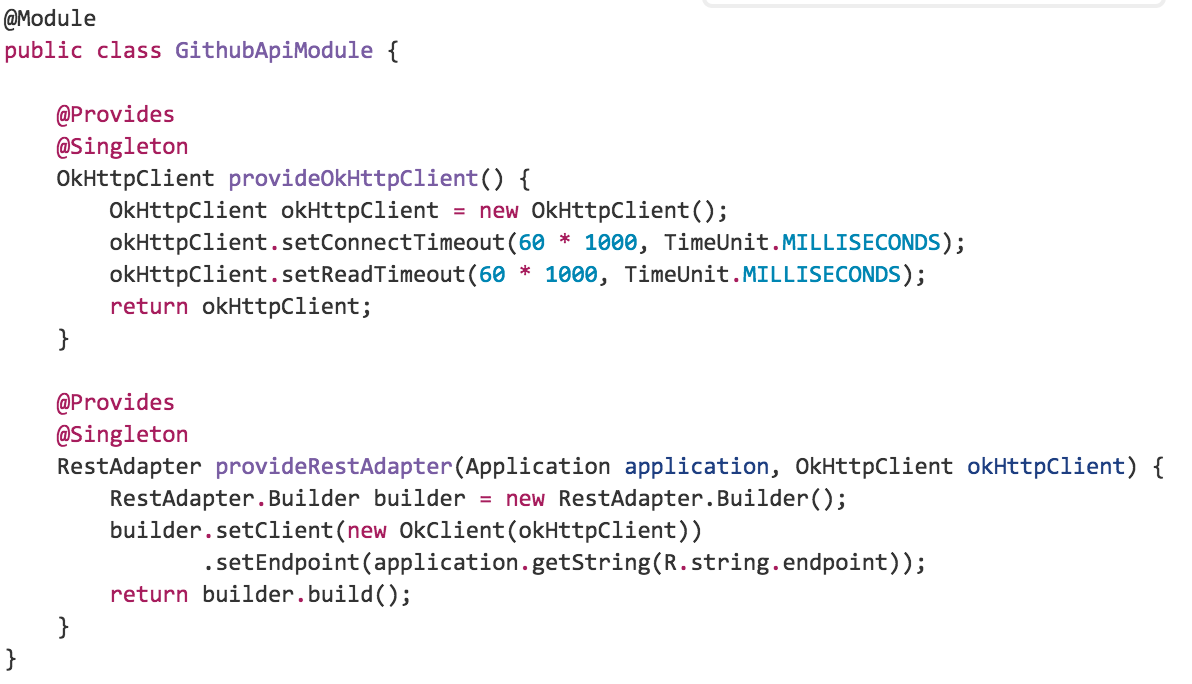 @Module
public class GithubApiModule {
@Provides
@Singleton
OkHttpClient provideOkHttpClient() {
OkHttpClient okHttpClient = new OkHttpClient();
okHttpClient.setConnectTimeout(60 * 1000, TimeUnit.MILLISECONDS);
okHttpClient.setReadTimeout(60 * 1000, TimeUnit.MILLISECONDS);
return okHttpClient;
}
@Provides
@Singleton
RestAdapter provideRestAdapter(Application application, OkHttpClient okHttpClient) {
RestAdapter.Builder builder = new RestAdapter.Builder();
builder.setClient(new OkClient(okHttpClient))
.setEndpoint(application.getString(R.string.endpoint));
return builder.build();
}
}